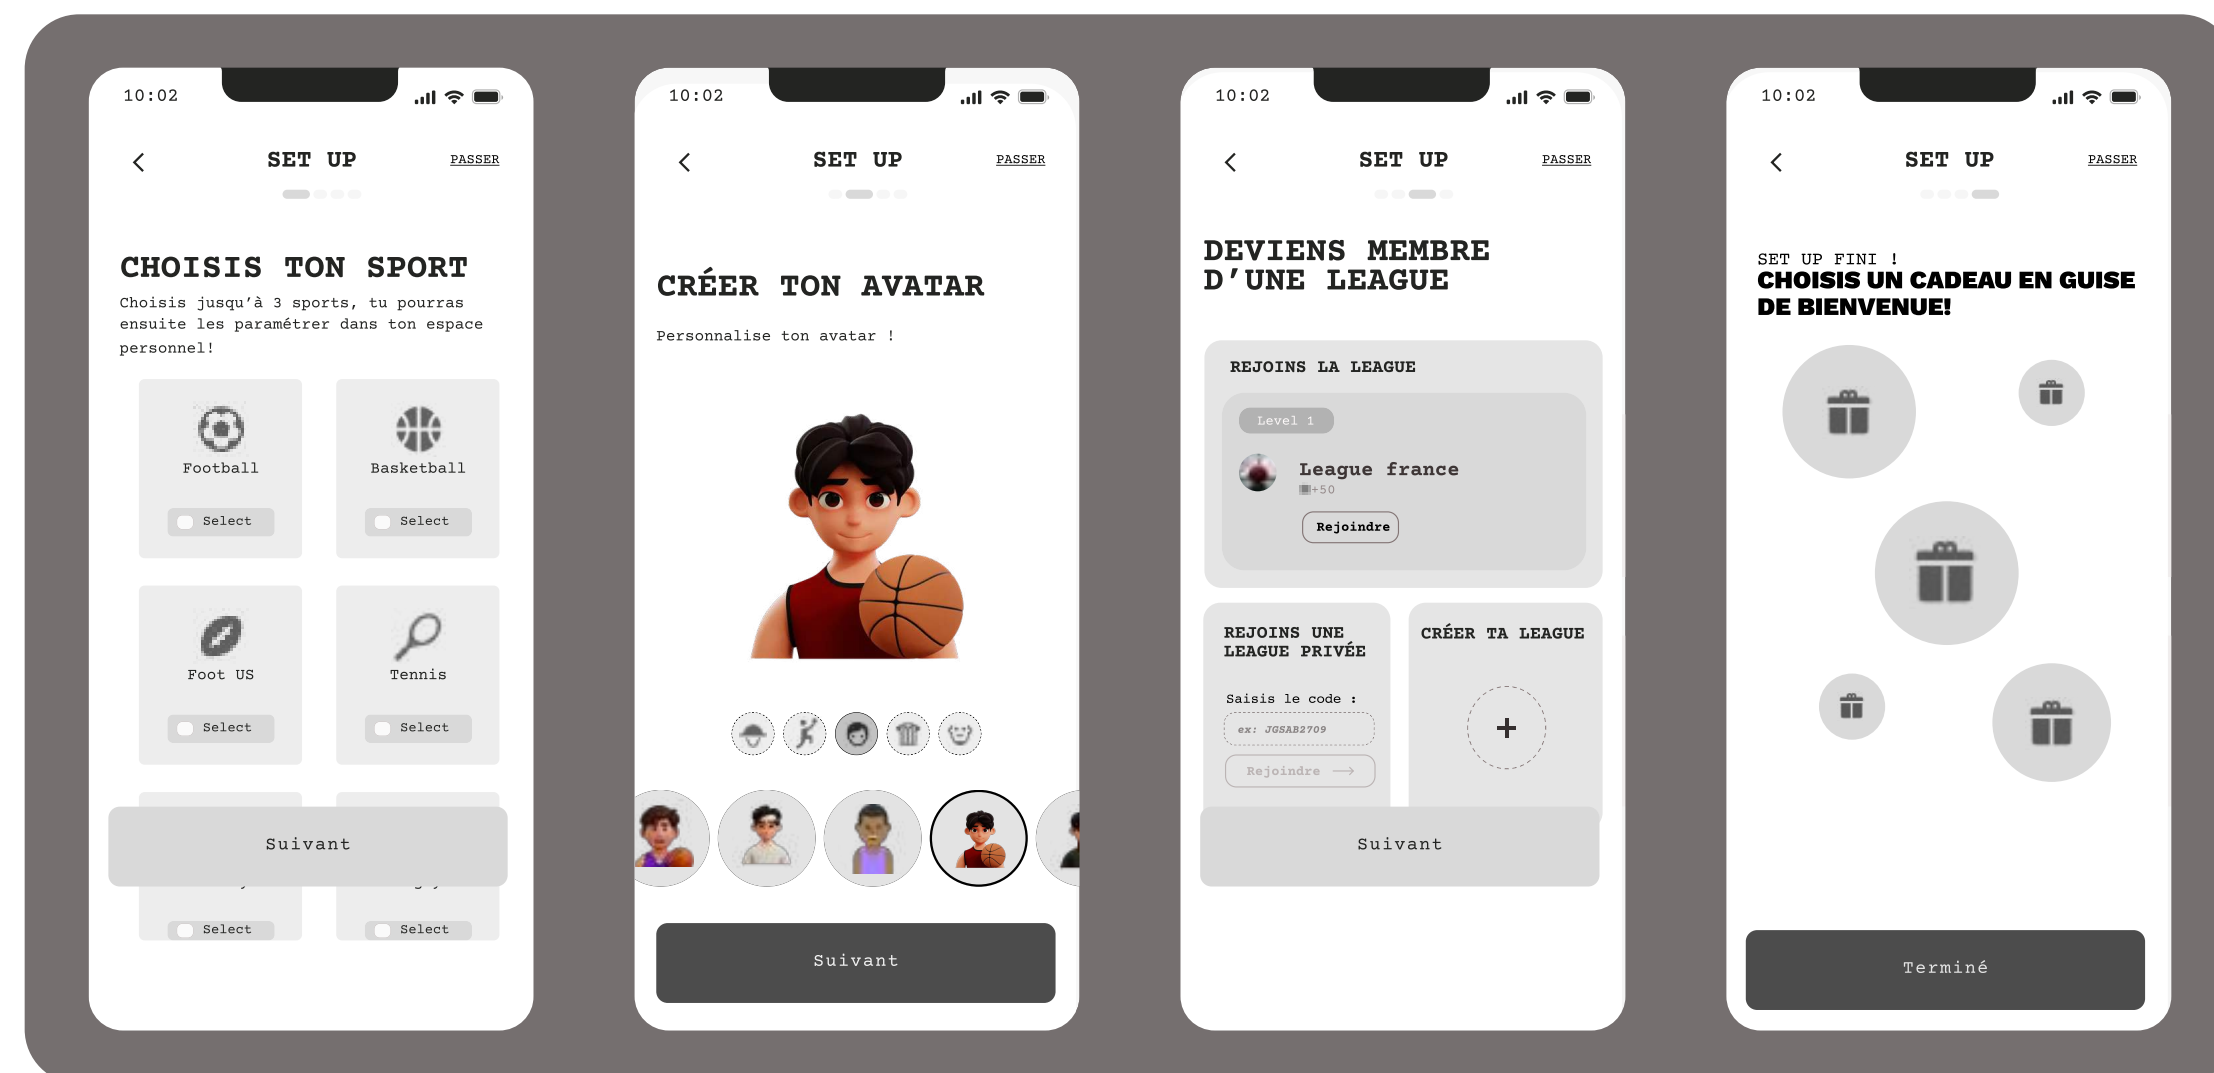 10:02
SET UP
PASSER
CHOISIS TON SPORT
Choisis jusqu’à 3 sports, tu pourras
ensuite les paramétrer dans ton espace
personnel!
Football
Select
Basketball
Select
Foot US
Select
Tennis
Select
Suivant
Select
Select
10:02
SET UP
PASSER
CRÉER TON AVATAR
Personnalise ton avatar !
Suivant
10:02
SET UP
PASSER
DEVIENS MEMBRE
D’UNE LEAGUE
REJOINS LA LEAGUE
Level 1
League france
+50
Rejoindre
REJOINS UNE
LEAGUE PRIVÉE
Saisis le code :
ex: JGSAB2709
Rejoindre
CRÉER TA LEAGUE
Suivant
10:02
SET UP
PASSER
SET UP FINI !
CHOISIS UN CADEAU EN GUISE
DE BIENVENUE!
Terminé